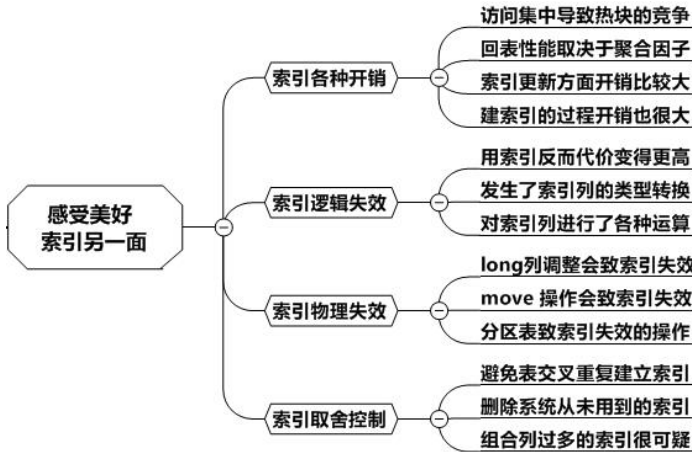 感受美好
索引另一面
索引各种开销
访问集中导致热块的竞争
回表性能取决于聚合因子
索引更新方面开销比较大
建索引的过程开销也很大
索引逻辑失效
用索引反而代价变得更高
发生了索引列的类型转换
对索引列进行了各种运算
索引物理失效
long列调整会致索引失效
move 操作会致索引失效
分区表致索引失效的操作
索引取舍控制
避免表交叉重复建立索引
删除系统从未用到的索引
组合列过多的索引很可疑